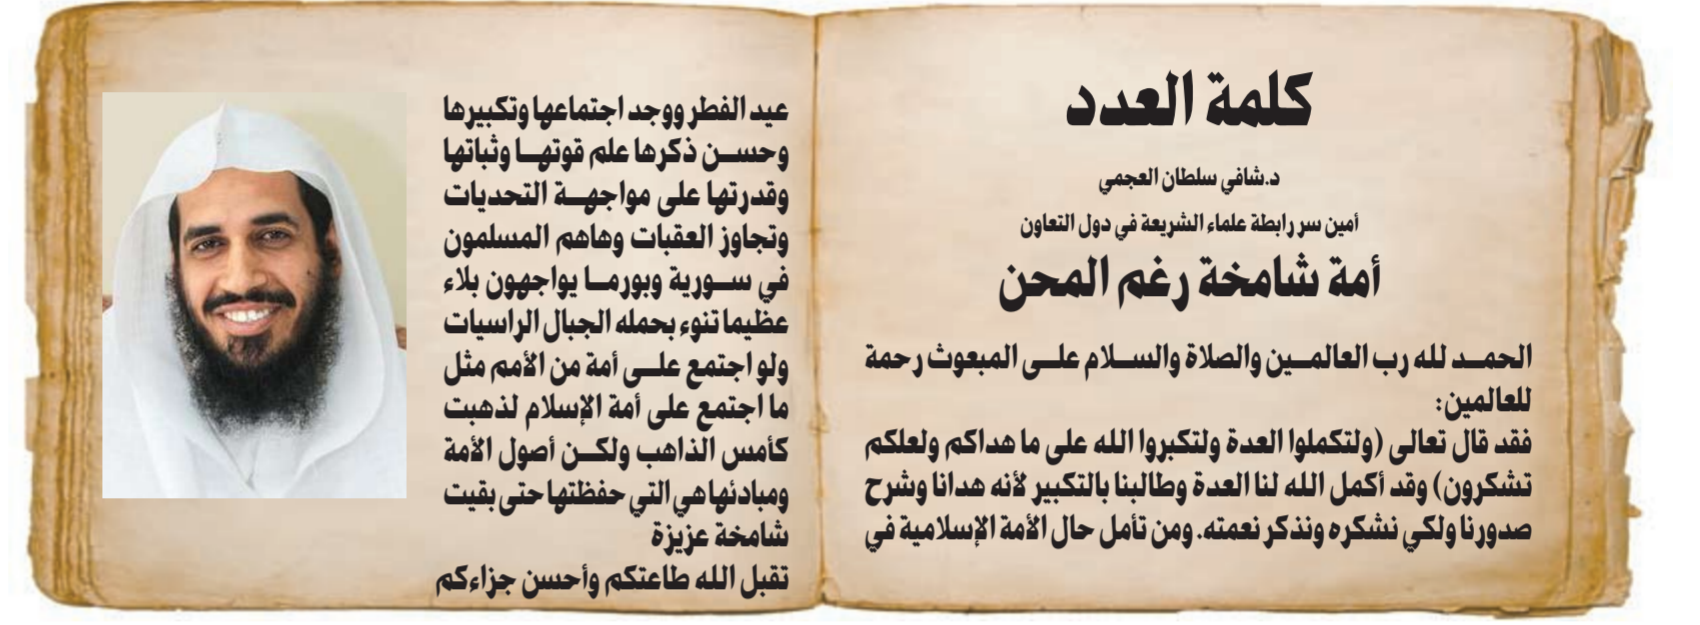 كلمة العدد
د.شافي سلطان العجمي
أمين سر رابطة علماء الشريعة في دول التعاون
أمة شامخة رغم المحن
الحمد لله رب العالمين والصلاة والسلام على المبعوث رحمة
للعالمين:
فقد قال تعالى (ولتكملوا العدة ولتكبروا الله على ما هداكم ولعلكم
تشكرون) وقد أكمل الله لنا العدة وطالبنا بالتكبير لأنه هدانا وشرح
صدورنا ولكي نشكره ونذكر نعمته. ومن تأمل حال الأمة الإسلامية في
عيد الفطر ووجد اجتماعها وتكبيرها
وحسن ذكرها علم قوتها وثباتها
وقدرتها على مواجهة التحديات
وتجاوز العقبات وهاهم المسلمون
في سورية وبورما يواجهون بلاء
عظيما تنوء بحمله الجبال الراسيات
ولو اجتمع على أمة من الأمم مثل
ما اجتمع على أمة الإسلام لذهبت
كأمس الذاهب ولكن أصول الأمة
ومبادئها هي التي حفظتها حتى بقيت
شامخة عزيزة
تقبل الله طاعتكم وأحسن جزاءكم